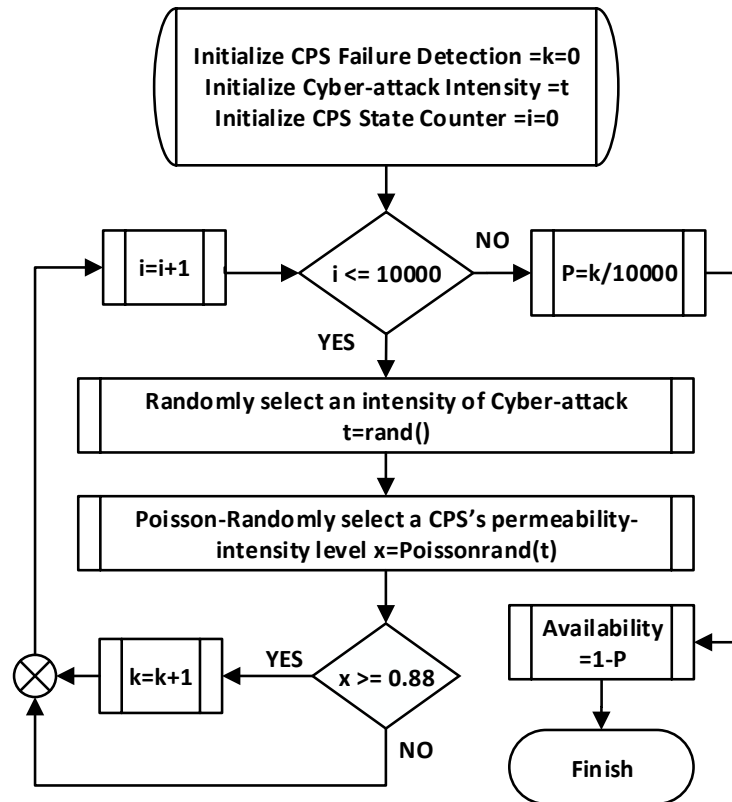 Initialize CPS Failure Detection =k=0
Initialize Cyber-attack Intensity =t
Initialize CPS State Counter =i=0
i=i+1
i <= 10000
NO
P=k/10000
YES
Randomly select an intensity of Cyber-attack
t=rand()
Poisson-Randomly select a CPS’s permeability-
intensity level x=Poissonrand(t)
Availability
=1-P
k=k+1
YES
x >= 0.88
NO
Finish